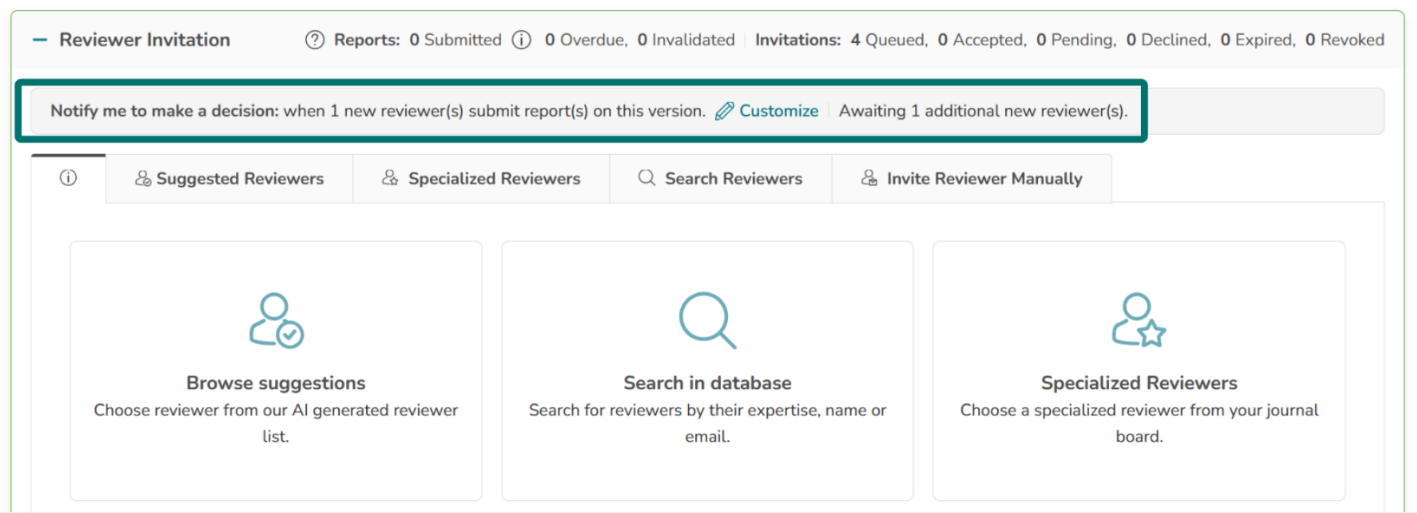 Reviewer Invitation Reports: 0 Submitted 0 Overdue, 0 Invalidated Invitations: 4 Queued, 0 Accepted, 0 Pending, 0 Declined, 0 Expired, 0 Revoked
Notify me to make a decision: when 1 new reviewer(s) submit report(s) on this version. Customize Awaiting 1 additional new reviewer(s).
Suggested Reviewers Specialized Reviewers Search Reviewers Invite Reviewer Manually
Browse suggestions
Choose reviewer from our AI generated reviewer
list.
Search in database
Search for reviewers by their expertise, name or
email.
Specialized Reviewers
Choose a specialized reviewer from your journal
board.